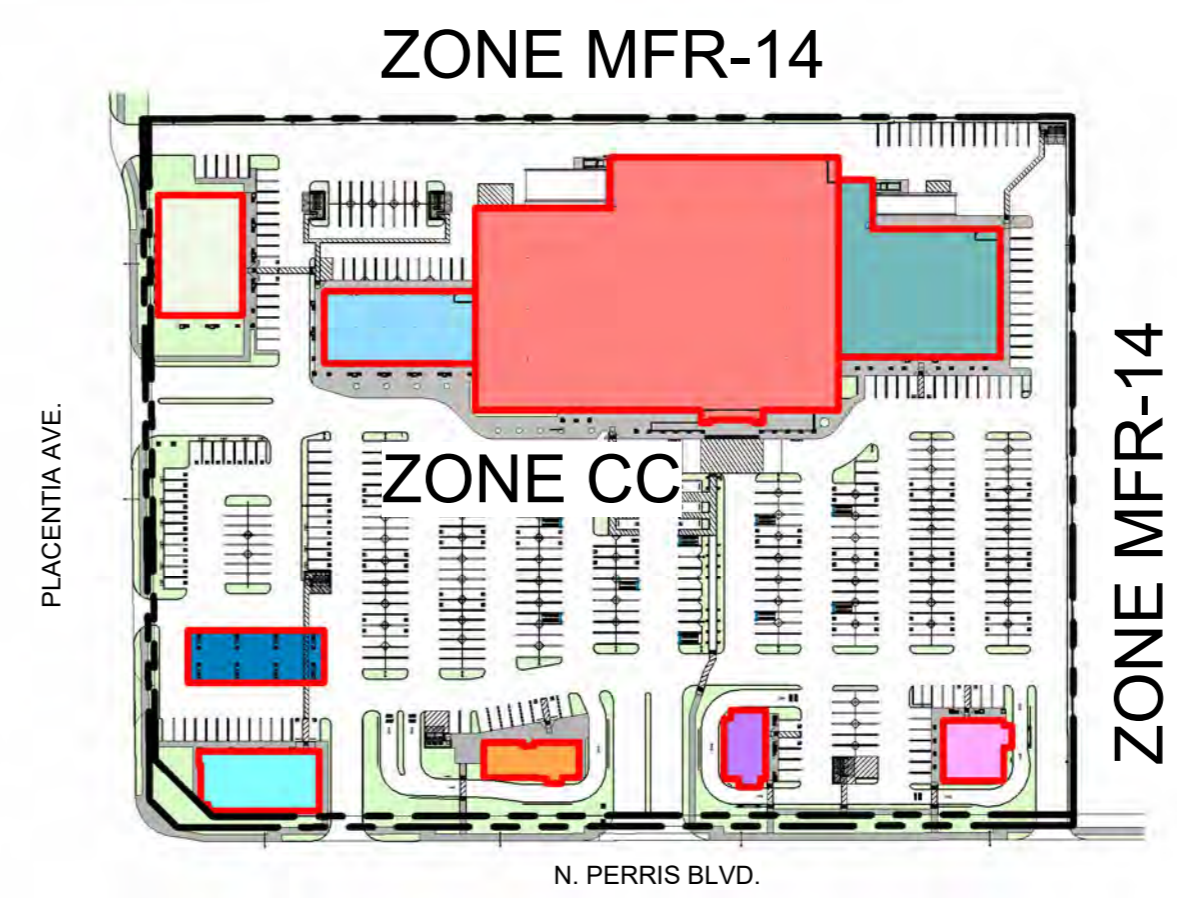 ZONE MFR-14
ZONE CC
PLACENTIA AVE.
ZONE MFR-14
N. PERRIS BLVD.